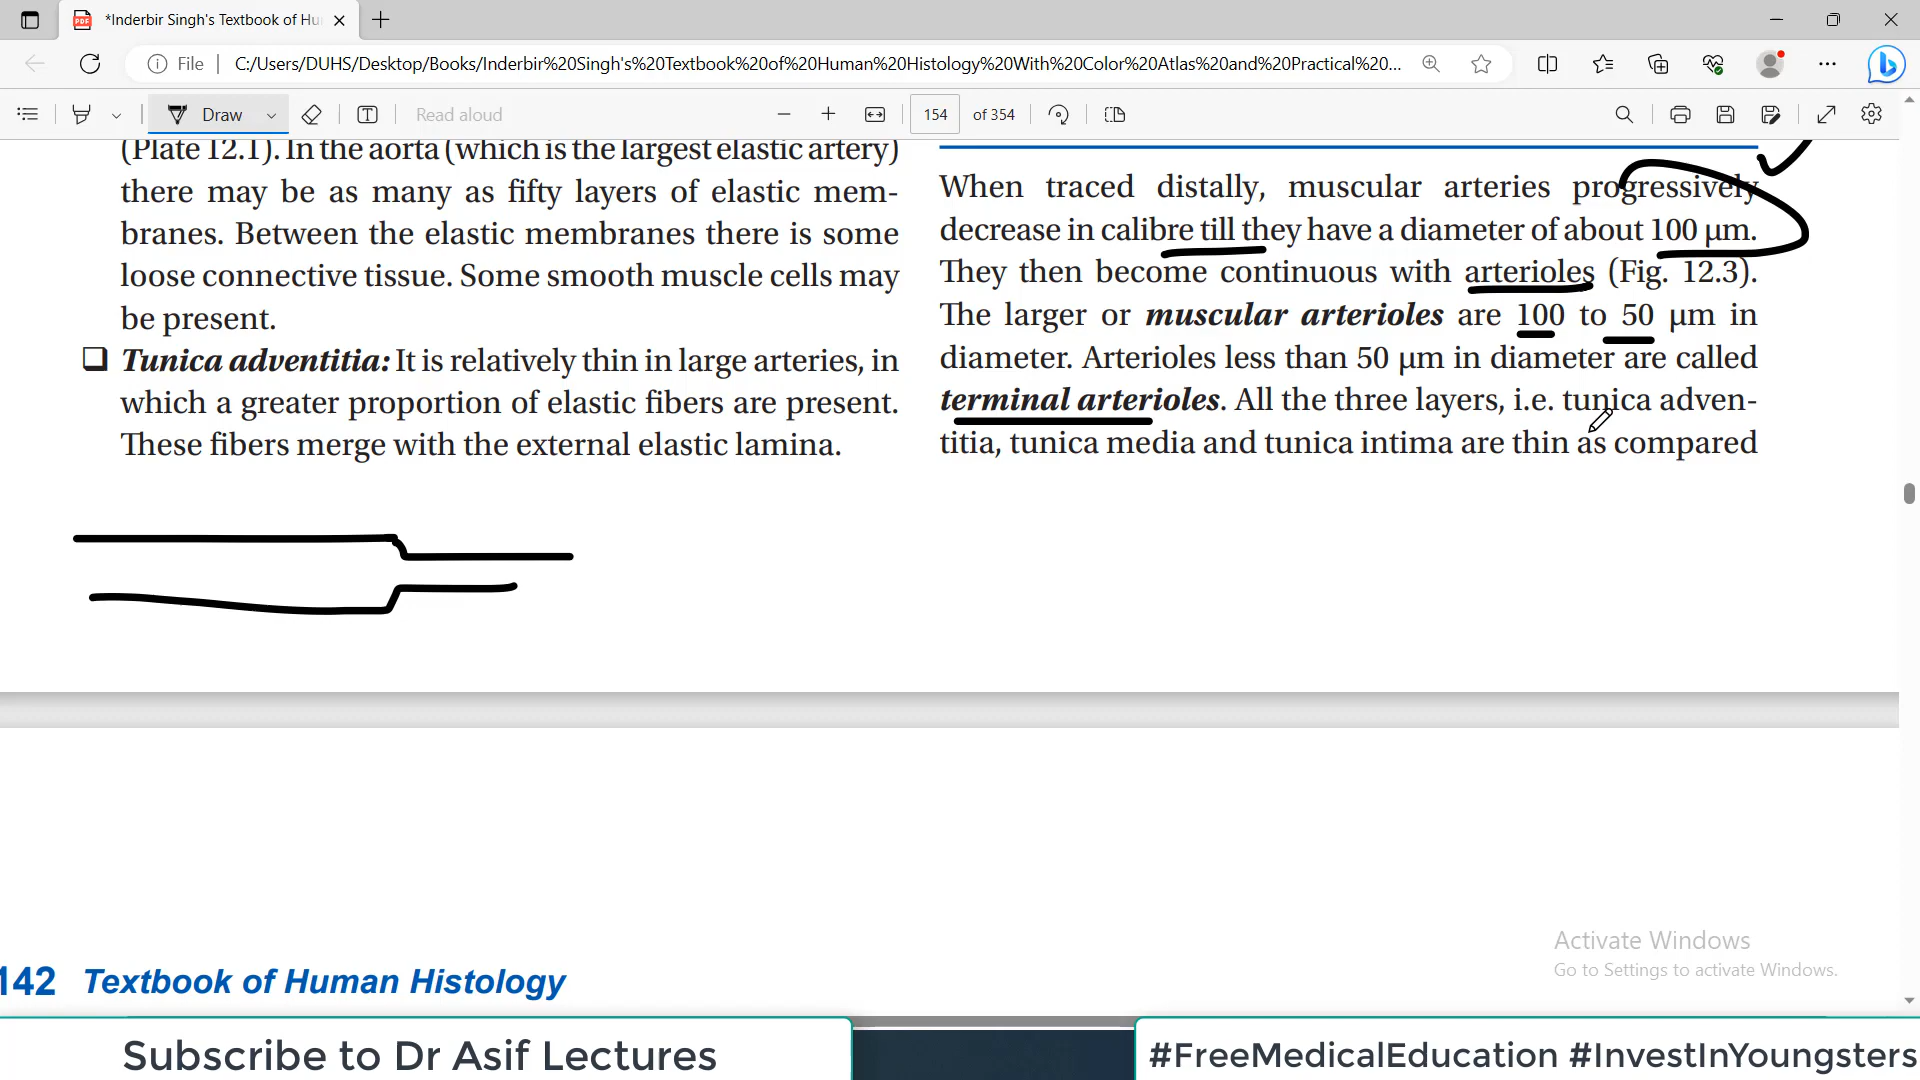 *Inderbir Singh's Textbook of Hu
File
C:/Users/DUHS/Desktop/Books/Inderbir%20Singh's%20Textbook%20of%20Human%20Histology%20With%20Color%20Atlas%20and%20Practical%20...
Draw
Read aloud
154 of 354
(Plate 12.1). In the aorta (which is the largest elastic artery)
there may be as many as fifty layers of elastic mem-
branes. Between the elastic membranes there is some
loose connective tissue. Some smooth muscle cells may
be present.
❑ Tunica adventitia: It is relatively thin in large arteries, in
which a greater proportion of elastic fibers are present.
These fibers merge with the external elastic lamina.
When traced distally, muscular arteries progressively
decrease in calibre till they have a diameter of about 100 µm.
They then become continuous with arterioles (Fig. 12.3).
The larger or muscular arterioles are 100 to 50 µm in
diameter. Arterioles less than 50 µm in diameter are called
terminal arterioles. All the three layers, i.e. tunica adven-
titia, tunica media and tunica intima are thin as compared
142 Textbook of Human Histology
Activate Windows
Go to Settings to activate Windows.
Subscribe to Dr Asif Lectures
#FreeMedicalEducation #InvestInYoungsters